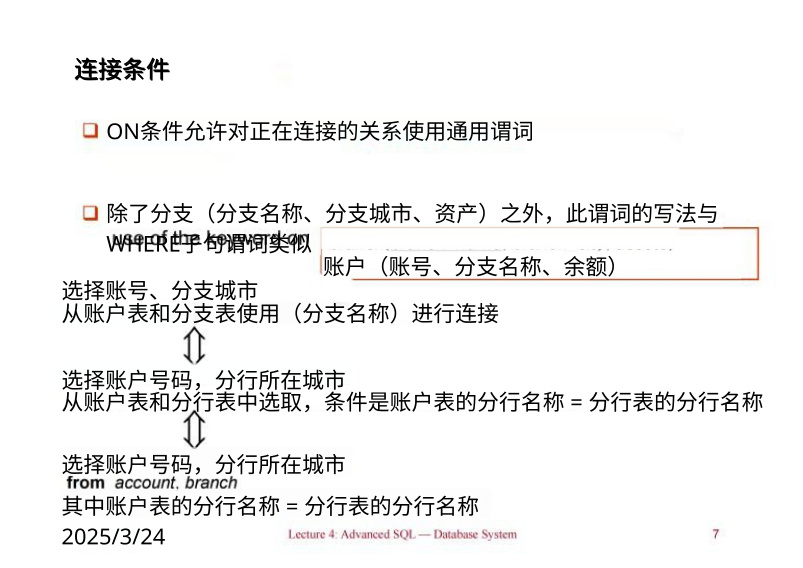 连接条件
ON条件允许对正在连接的关系使用通用谓词
除了分支（分支名称、分支城市、资产）之外，此谓词的写法与
WHERE子句谓词类似
use of the keyword on
账户（账号、分支名称、余额）
选择账号、分支城市
从账户表和分支表使用（分支名称）进行连接
选择账户号码，分行所在城市
从账户表和分行表中选取，条件是账户表的分行名称 = 分行表的分行名称
选择账户号码，分行所在城市
from account, branch
其中账户表的分行名称 = 分行表的分行名称
2025/3/24
Lecture 4: Advanced SQL — Database System
7